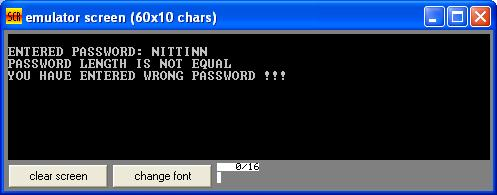 SCR emulator screen (60x10 chars)
ENTERED PASSWORD: NITTINN
PASSWORD LENGTH IS NOT EQUAL
YOU HAVE ENTERED WRONG PASSWORD !!!
clear screen change font 0/16